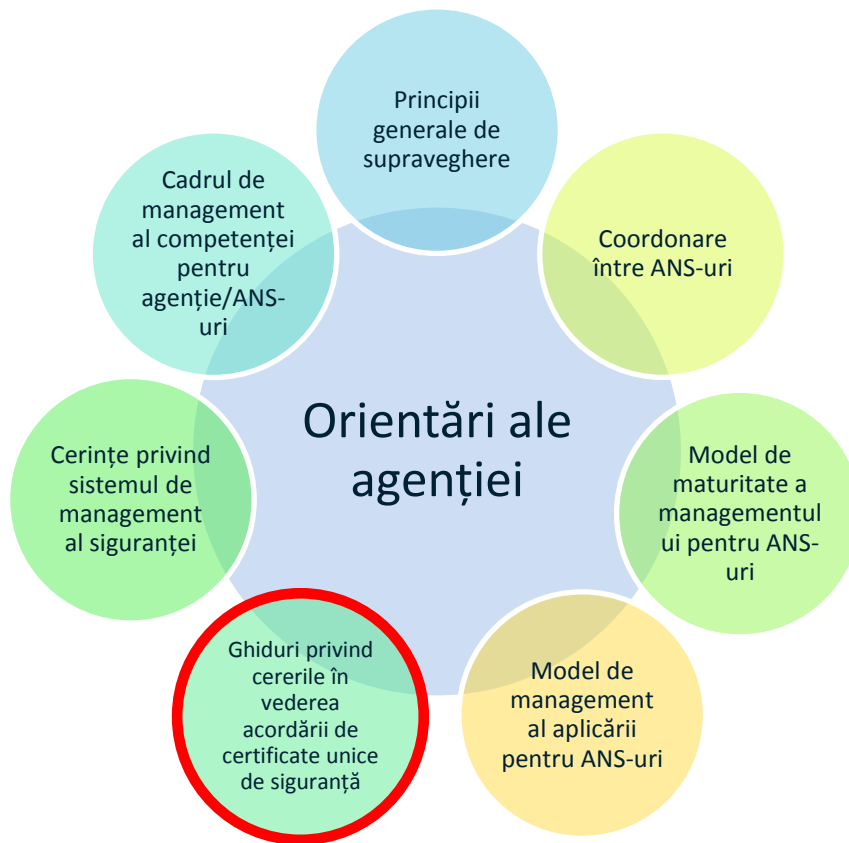 Principii
generale de
supraveghere
Coordonare
între ANS-uri
Model de
maturitate a
managementul
ui pentru ANS-
uri
Model de
management
al aplicării
pentru ANS-uri
Ghiduri privind
cererile în
vederea
acordării de
certificate unice
de siguranță
Cerințe privind
sistemul de
management
al siguranței
Cadrul de
management
al competenței
pentru
agenție/ANS-
uri
Orientări ale
agenției